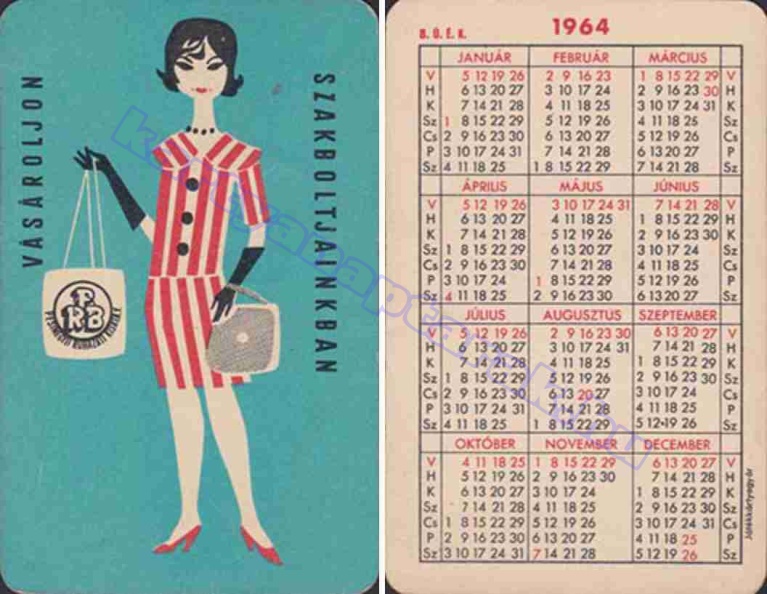 VÁSÁROLJON
SZAKBOLTJAINKBAN
F
RB
B. Ú. É. K.
1964
JANUÁR FEBRUÁR MÁRCIUS
V 5 12 19 26 2 9 16 23 1 8 15 22 29 V
H 6 13 20 27 3 10 17 24 2 9 16 23 30 H
K 7 14 21 28 4 11 18 25 3 10 17 24 31 K
Sz 1 8 15 22 29 5 12 19 26 4 11 18 25 Sz
Cs 2 9 16 23 30 6 13 20 27 5 12 19 26 Cs
P 3 10 17 24 31 7 14 21 28 6 13 20 27 P
Sz 4 11 18 25 1 8 15 22 29 7 14 21 28 Sz
ÁPRILIS MÁJUS JÚNIUS
V 5 12 19 26 3 10 17 24 31 7 14 21 28 V
H 6 13 20 27 4 11 18 25 1 8 15 22 29 H
K 7 14 21 28 5 12 19 26 2 9 16 23 30 K
Sz 1 8 15 22 29 6 13 20 27 3 10 17 24 Sz
Cs 2 9 16 23 30 7 14 21 28 4 11 18 25 Cs
P 3 10 17 24 1 8 15 22 29 5 12 19 26 P
Sz 4 11 18 25 2 9 16 23 30 6 13 20 27 Sz
JÚLIUS AUGUSZTUS SZEPTEMBER
V 5 12 19 26 2 9 16 23 30 6 13 20 27 V
H 6 13 20 27 3 10 17 24 31 7 14 21 28 H
K 7 14 21 28 4 11 18 25 1 8 15 22 29 K
Sz 1 8 15 22 29 5 12 19 26 2 9 16 23 30 Sz
Cs 2 9 16 23 30 6 13 20 27 3 10 17 24 Cs
P 3 10 17 24 31 7 14 21 28 4 11 18 25 P
Sz 4 11 18 25 1 8 15 22 29 5 12 19 26 Sz
OKTÓBER NOVEMBER DECEMBER
V 4 11 18 25 1 8 15 22 29 6 13 20 27 V
H 5 12 19 26 2 9 16 23 30 7 14 21 28 H
K 6 13 20 27 3 10 17 24 1 8 15 22 29 K
Sz 7 14 21 28 4 11 18 25 2 9 16 23 30 Sz
Cs 1 8 15 22 29 5 12 19 26 3 10 17 24 31 Cs
P 2 9 16 23 30 6 13 20 27 4 11 18 25 P
Sz 3 10 17 24 31 7 14 21 28 5 12 19 26 Sz
Játékkártyagyár
kartyanaptarak.hu